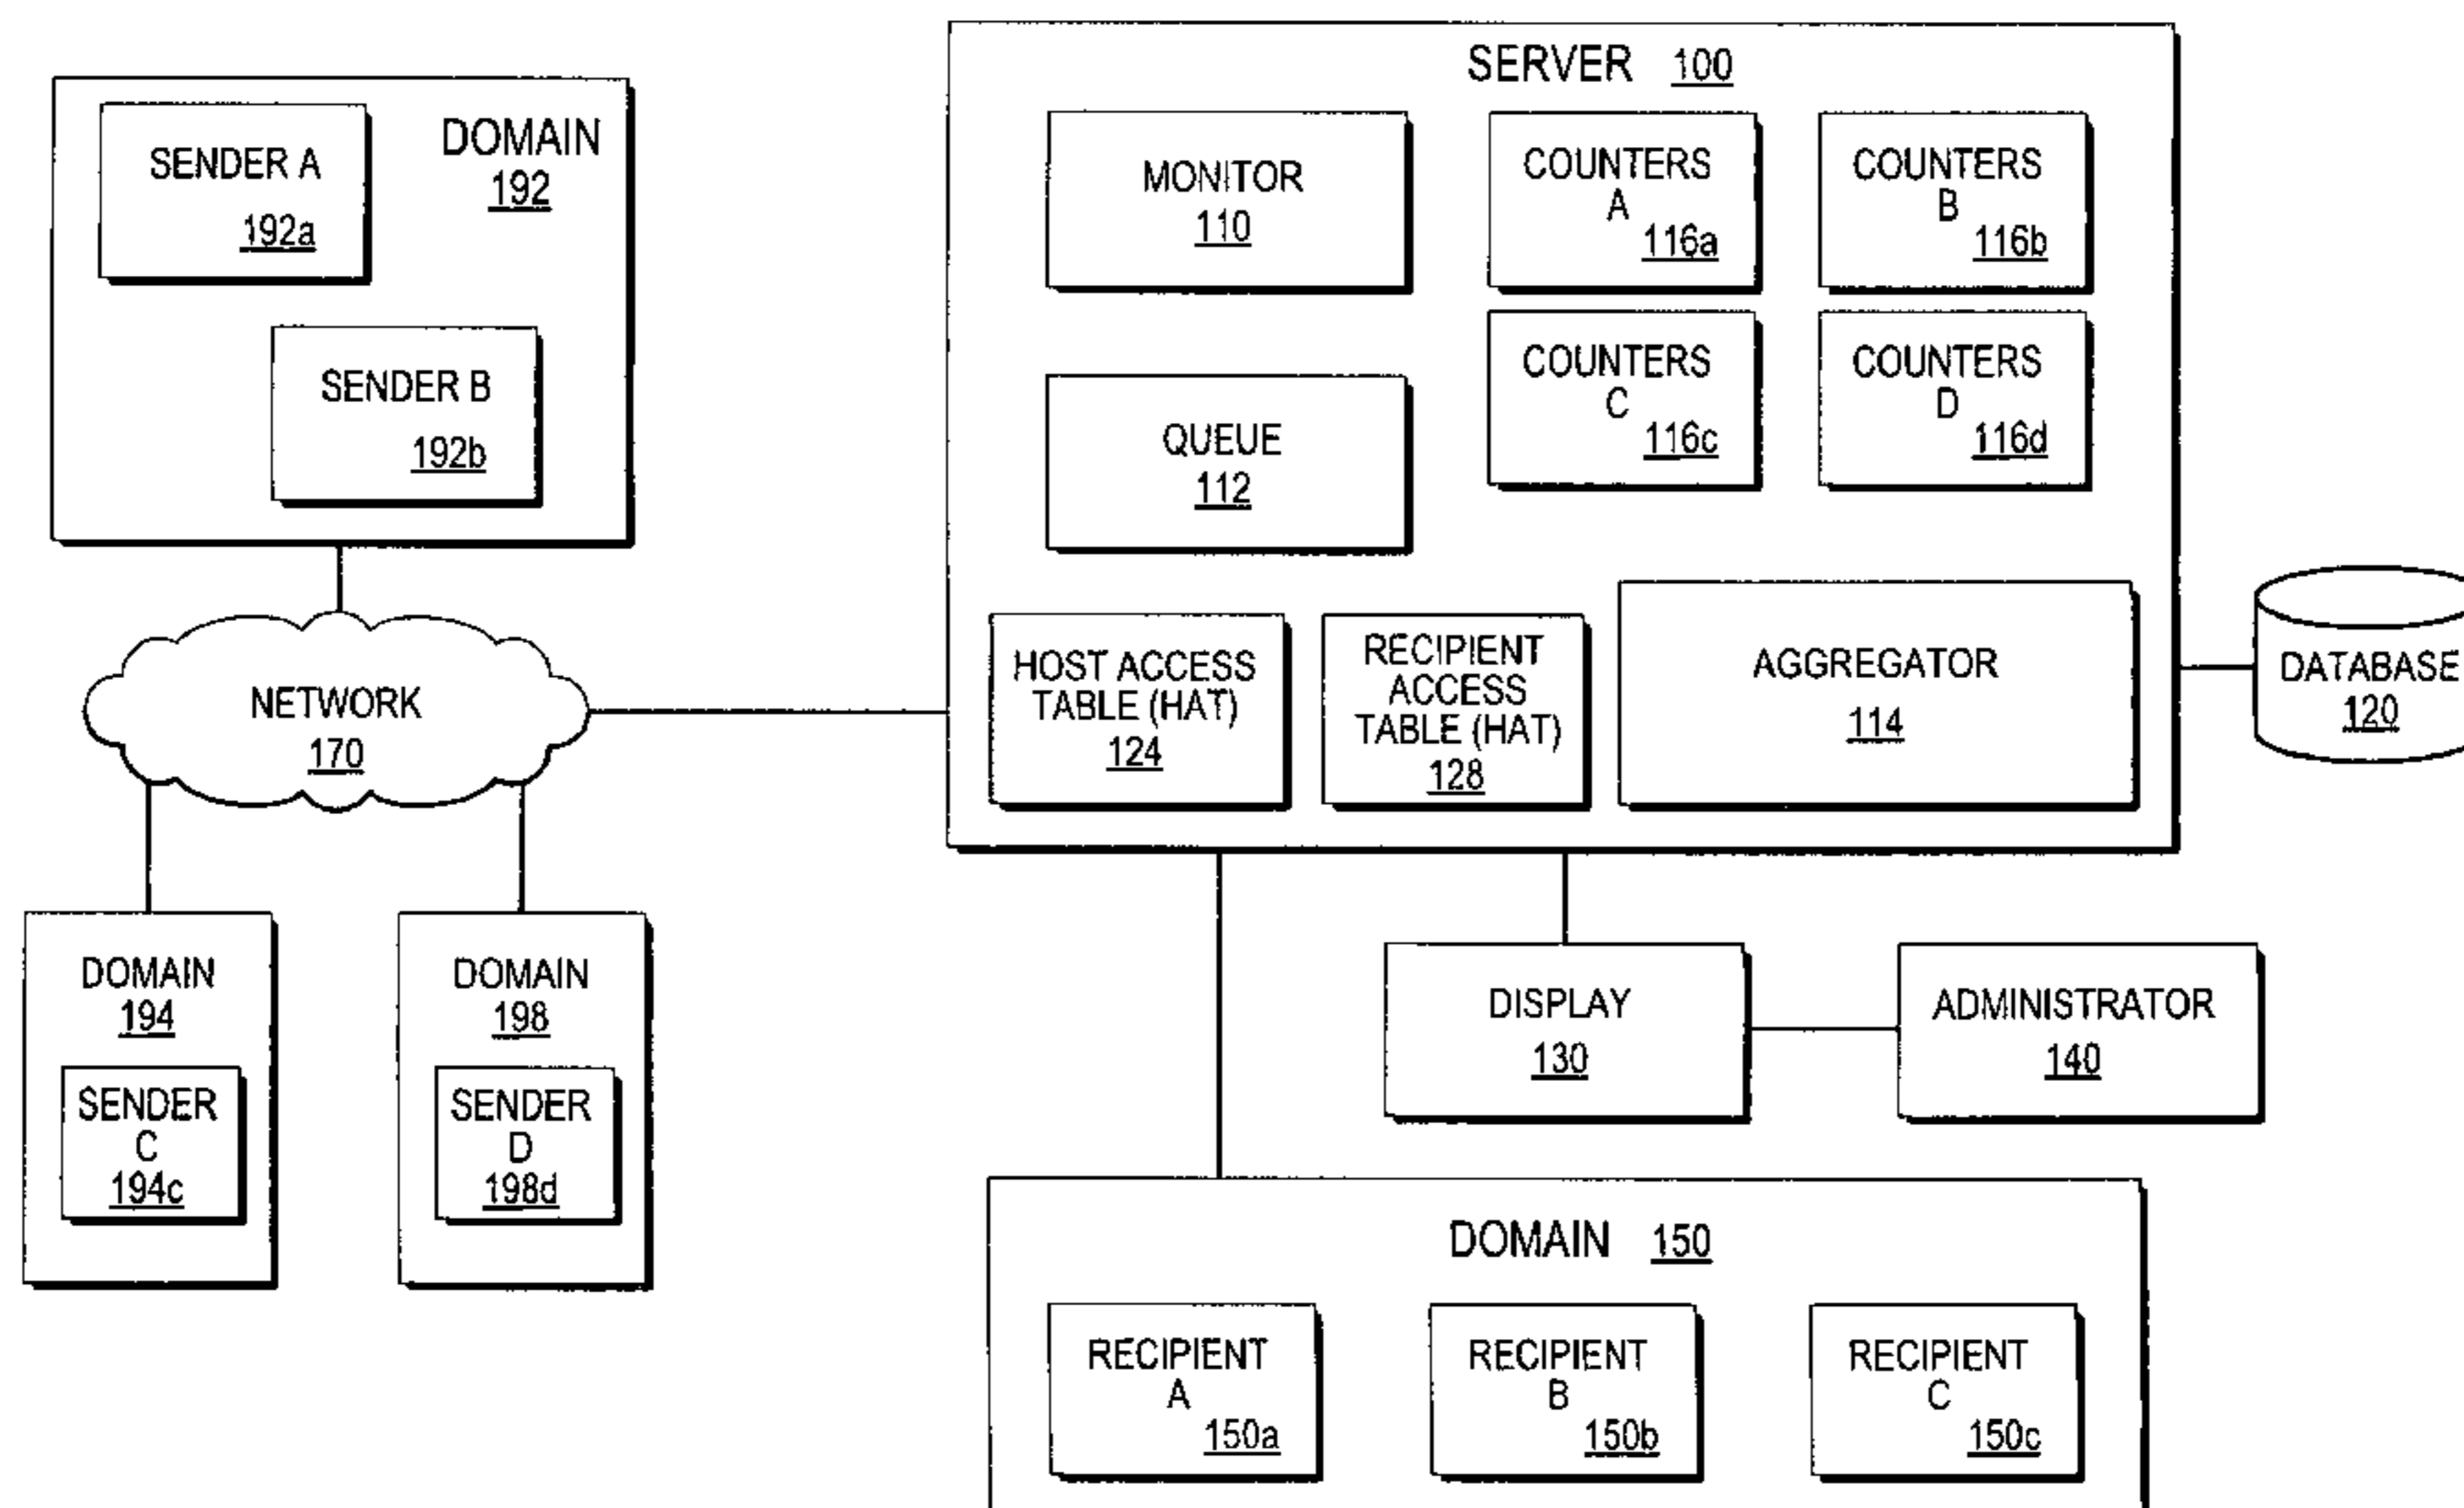 SERVER 100
DOMAIN
192
SENDER A
192a
SENDER B
192b
MONITOR
110
COUNTERS
A
116a
COUNTERS
B
116b
QUEUE
112
COUNTERS
C
116c
COUNTERS
D
116d
HOST ACCESS
TABLE (HAT)
124
RECIPIENT
ACCESS
TABLE (HAT)
128
AGGREGATOR
114
DATABASE
120
NETWORK
170
DOMAIN
194
SENDER
C
194c
DOMAIN
198
SENDER
D
198d
DISPLAY
130
ADMINISTRATOR
140
DOMAIN 150
RECIPIENT
A
150a
RECIPIENT
B
150b
RECIPIENT
C
150c